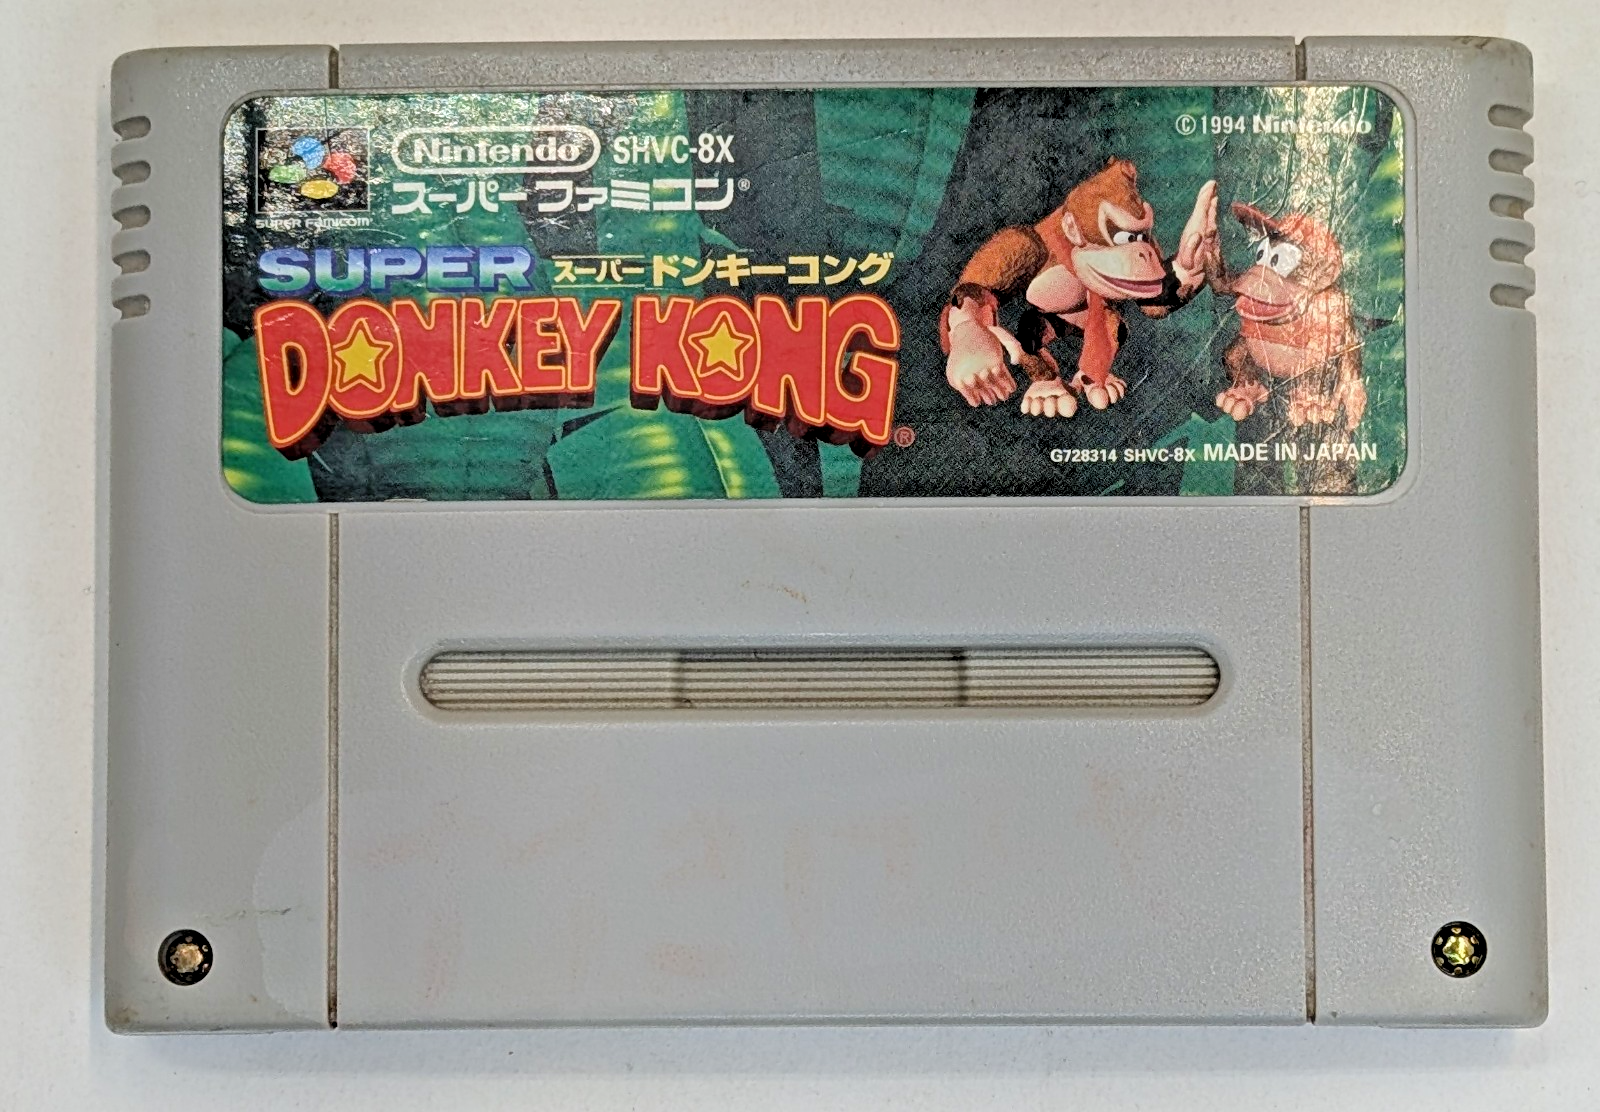 Nintendo SHVC-8X
スーパーファミコン®
SUPER FAMICOM
© 1994 Nintendo
SUPER スーパードンキーコング
DONKEY KONG®
G728314 SHVC-8X MADE IN JAPAN